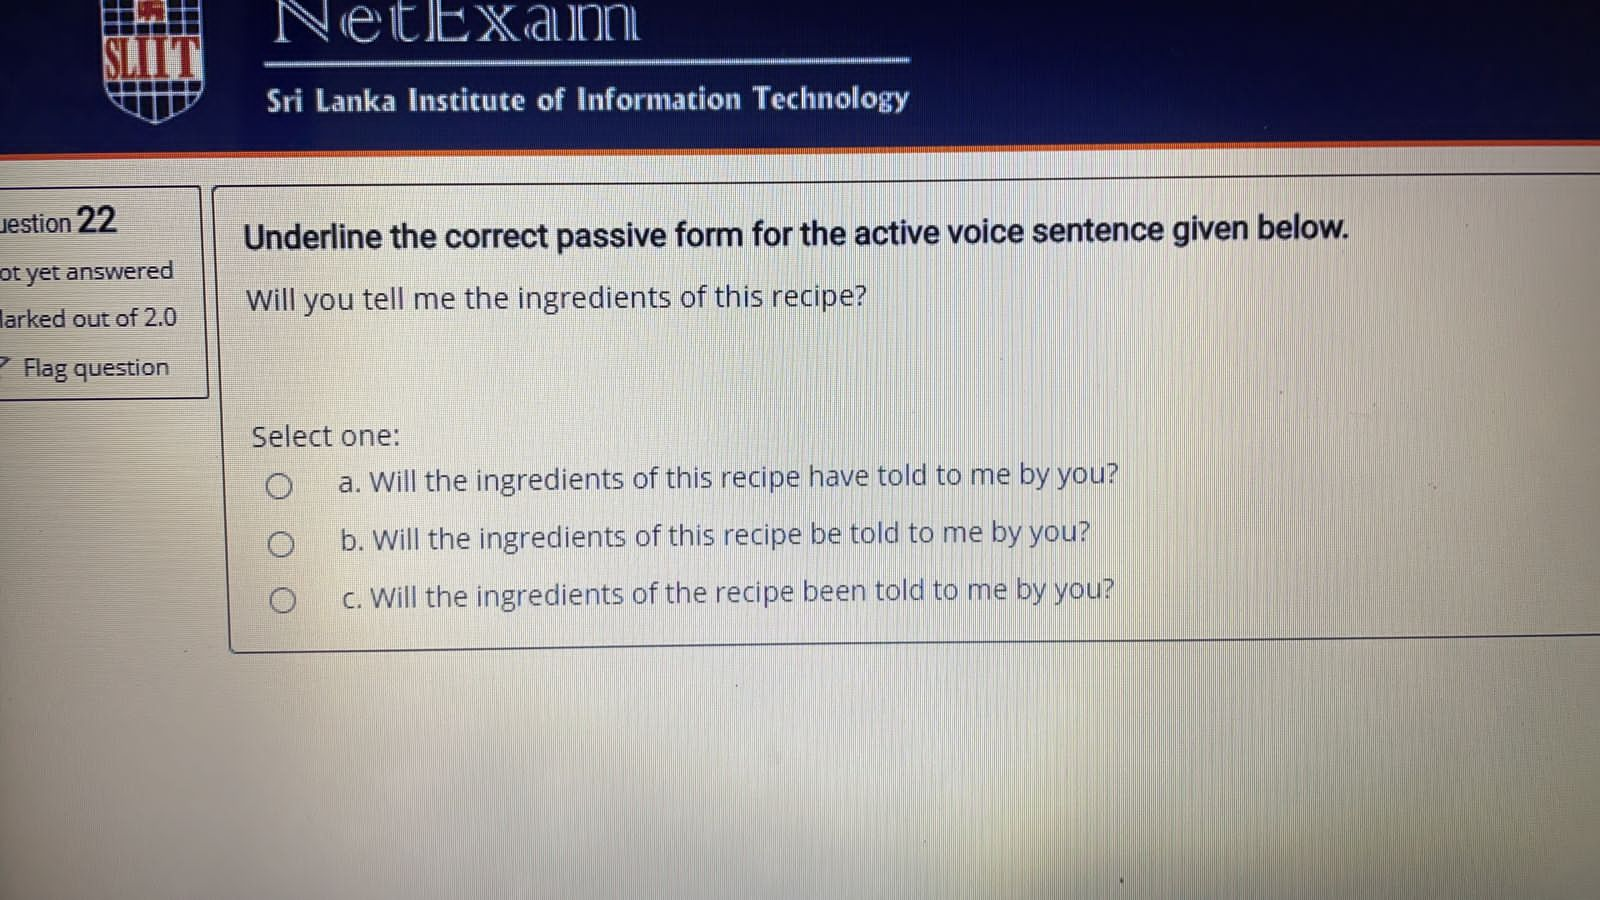 SLIIT
NetExam
Sri Lanka Institute of Information Technology
uestion 22
ot yet answered
larked out of 2.0
Flag question
Underline the correct passive form for the active voice sentence given below.
Will you tell me the ingredients of this recipe?
Select one:
a. Will the ingredients of this recipe have told to me by you?
b. Will the ingredients of this recipe be told to me by you?
c. Will the ingredients of the recipe been told to me by you?